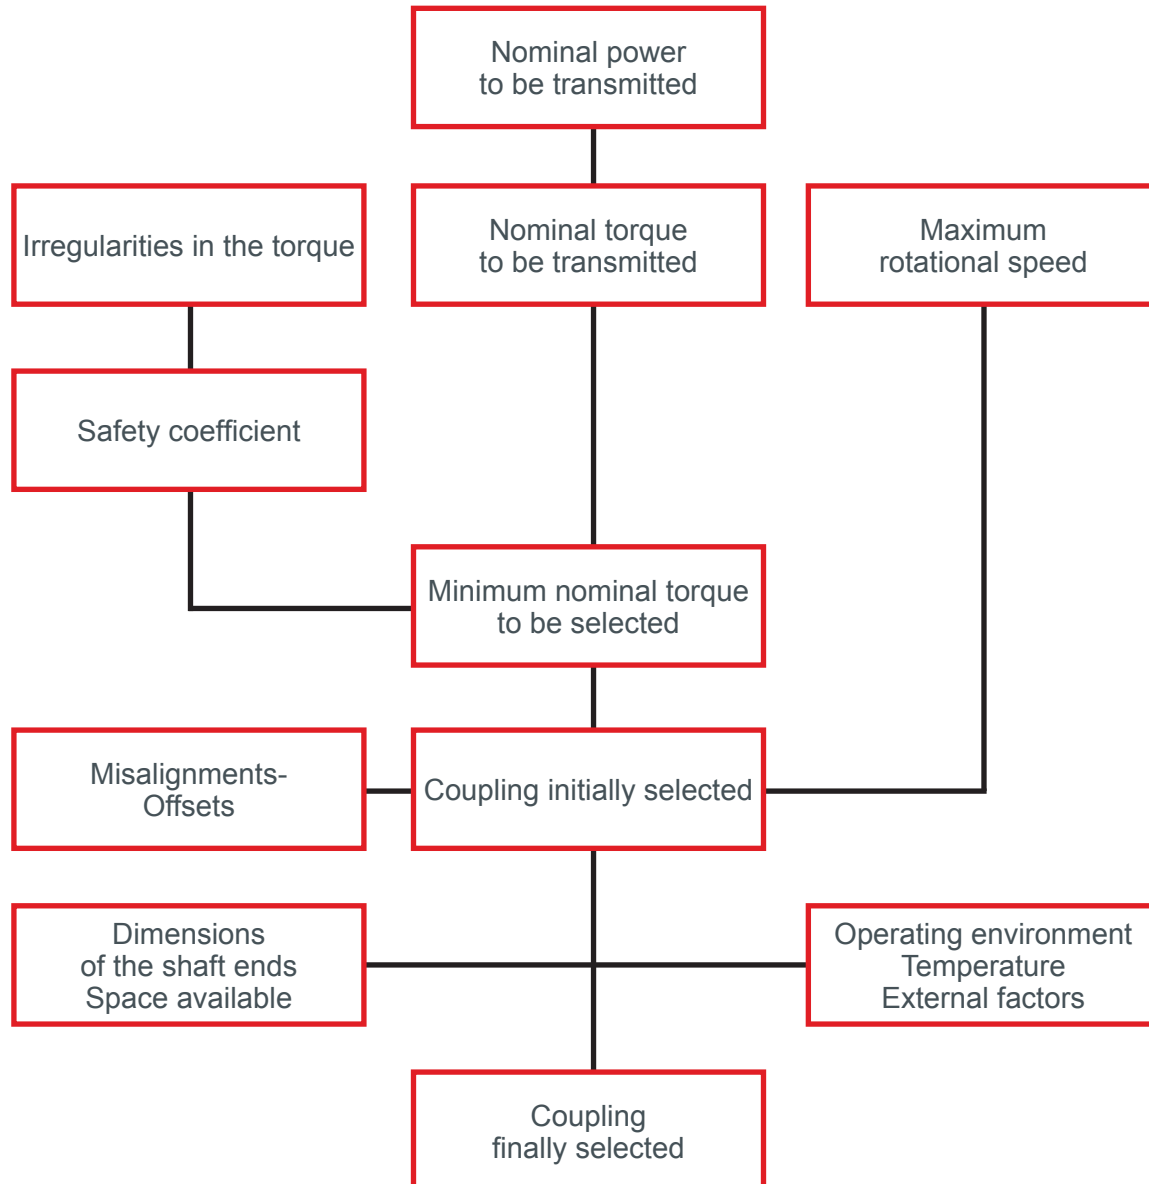 Nominal power
to be transmitted
Irregularities in the torque
Nominal torque
to be transmitted
Maximum
rotational speed
Safety coefficient
Minimum nominal torque
to be selected
Misalignments-
Offsets
Coupling initially selected
Dimensions
of the shaft ends
Space available
Operating environment
Temperature
External factors
Coupling
finally selected